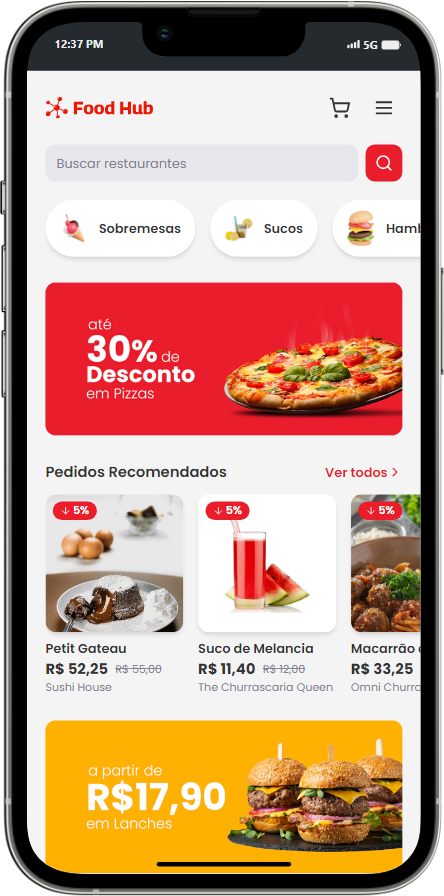 12:37 PM
5G
Food Hub
Buscar restaurantes
Sobremesas
Sucos
Hamb
até
30% de
Desconto
em Pizzas
Pedidos Recomendados
Ver todos
5%
5%
5%
Petit Gateau
Suco de Melancia
Macarrão
R$ 52,25 R$ 55,00
R$ 11,40 R$ 12,00
R$ 33,25
Sushi House
The Churrascaria Queen
Omni Churra
a partir de
R$17,90
em Lanches